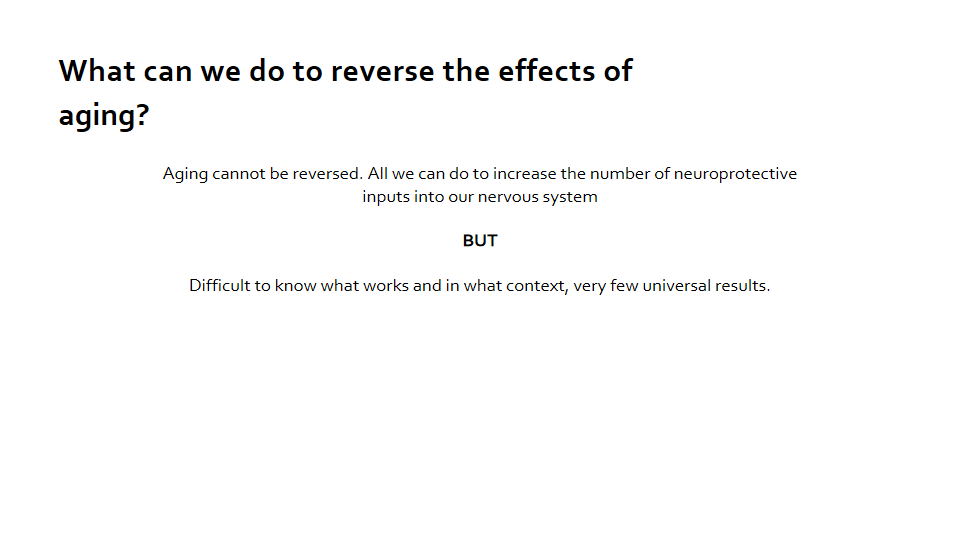 What can we do to reverse the effects of
aging?
Aging cannot be reversed. All we can do to increase the number of neuroprotective
inputs into our nervous system
BUT
Difficult to know what works and in what context, very few universal results.